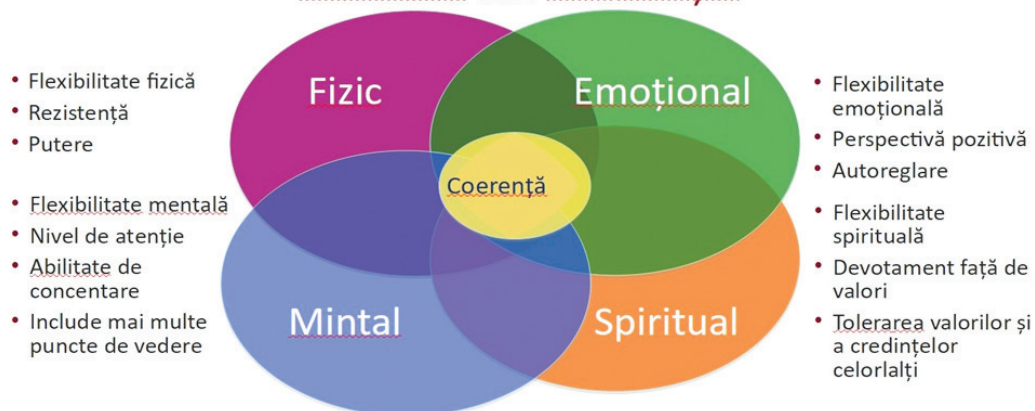 Fizic
Emoțional
Coerență
Mintal
Spiritual
• Flexibilitate fizică
• Rezistență
• Putere
• Flexibilitate mentală
• Nivel de atenție
• Abilitate de
concentare
• Include mai multe
puncte de vedere
• Flexibilitate
emoțională
• Perspectivă pozitivă
• Autoreglare
• Flexibilitate
spirituală
• Devotament față de
valori
• Tolerarea valorilor și
a credințelor
celorlalți